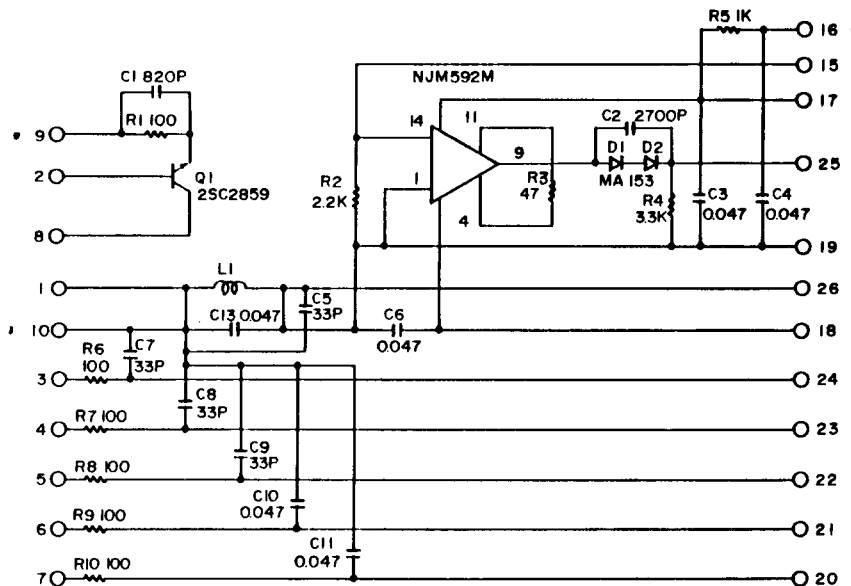 R5 1K
16
15
NJM592M
C1 820P
17
11
14
C2 2700P
R1 100
9
D1 D2
9
25
2
Q1
2SC2859
R2
2.2K
1
R3
47
MA 153
R4
3.3K
C3
0.047
C4
0.047
4
8
19
L1
1
26
C5
33P
C13 0.047
C6
0.047
10
18
R6
100
C7
33P
3
24
C8
33P
R7 100
4
23
C9
33P
R8 100
5
22
C10
0.047
R9 100
6
21
C11
0.047
R10 100
7
20